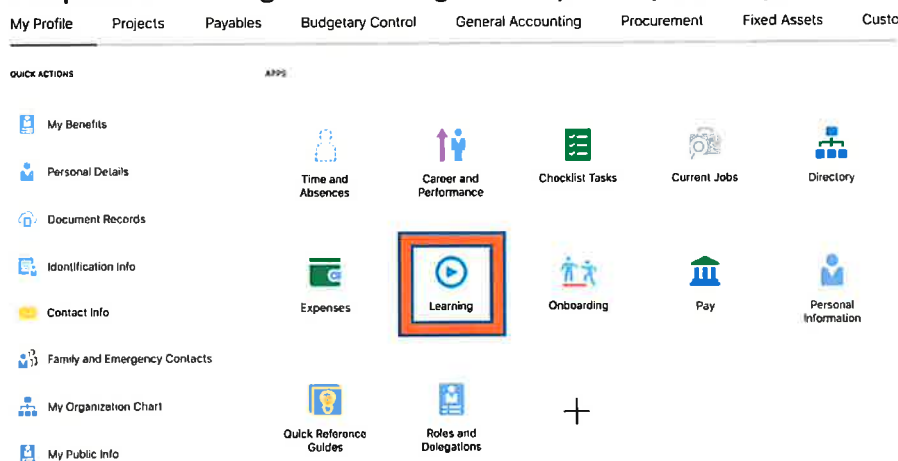 My Profile Projects Payables Budgetary Control General Accounting Procurement Fixed Assets Custo
QUICK ACTIONS
APPS
My Benefits
Personal Details
Document Records
Identification Info
Contact Info
Family and Emergency Contacts
My Organization Chart
My Public Info
Time and
Absences
Career and
Performance
Checklist Tasks
Current Jobs
Directory
Expenses
Learning
Onboarding
Pay
Personal
Information
Quick Reference
Guides
Roles and
Delegations